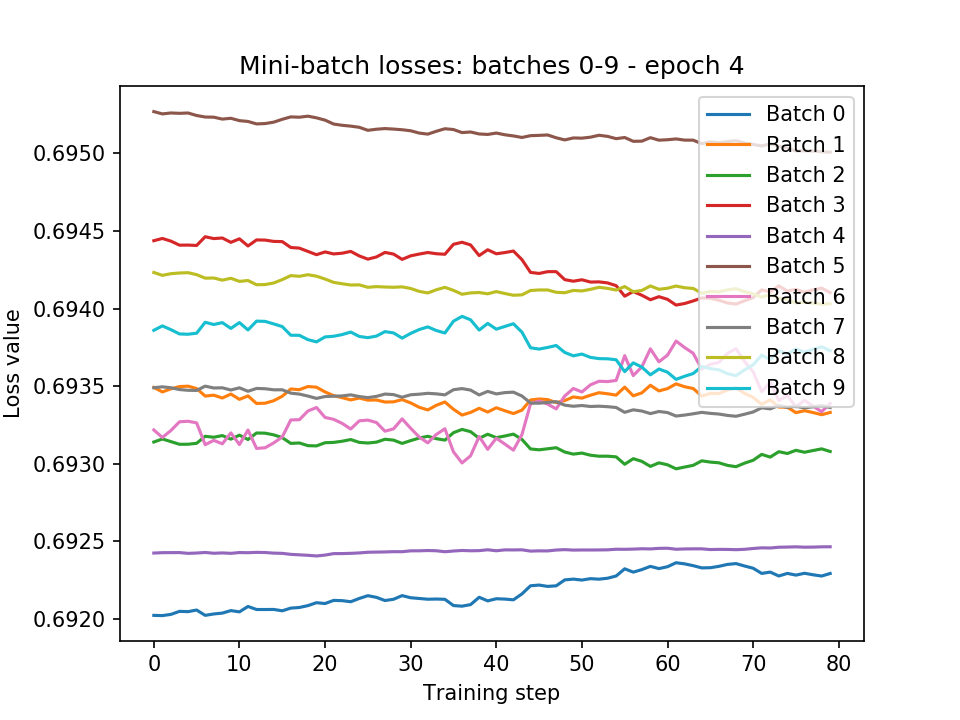 Mini-batch losses: batches 0-9 - epoch 4
Loss value
0.6950
0.6945
0.6940
0.6935
0.6930
0.6925
0.6920
Batch 0
Batch 1
Batch 2
Batch 3
Batch 4
Batch 5
Batch 6
Batch 7
Batch 8
Batch 9
0 10 20 30 40 50 60 70 80
Training step